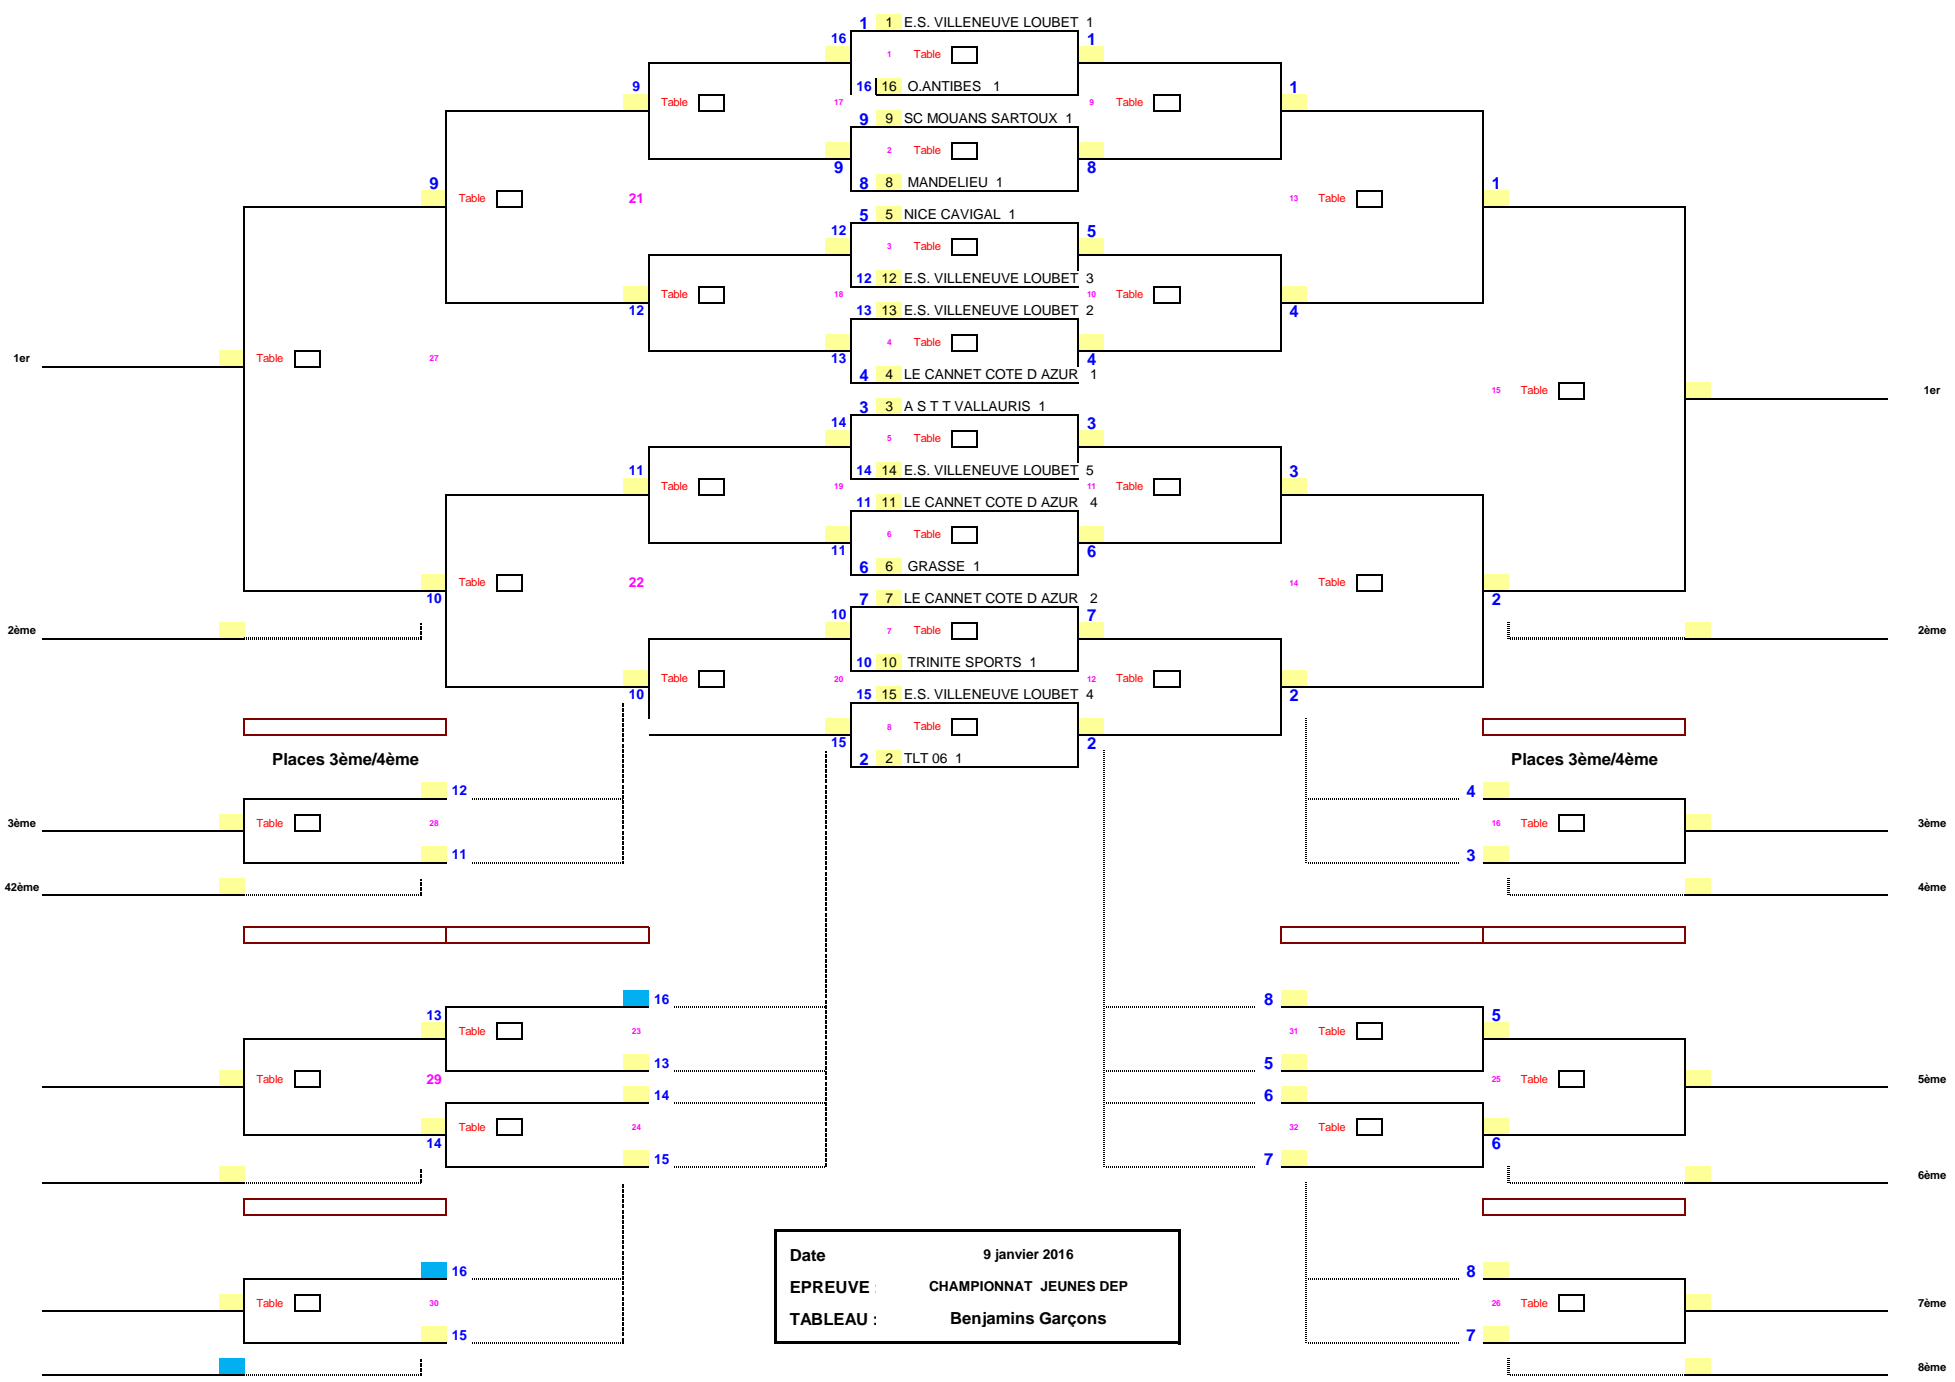 1 1 E.S. VILLENEUVE LOUBET 1
16 1
1 Table
9 16 16 O.ANTIBES 1 1
Table 17 9 Table
9 9 SC MOUANS SARTOUX 1
2 Table
9 8
9 8 8 MANDELIEU 1 1
Table 21 13 Table
5 5 NICE CAVIGAL 1
12 5
3 Table
12 12 E.S. VILLENEUVE LOUBET 3
Table 18 10 Table
12 13 13 E.S. VILLENEUVE LOUBET 2 4
4 Table
1er Table 27 13 4
4 4 LE CANNET COTE D AZUR 1
15 Table 1er
3 3 A S T T VALLAURIS 1
14 3
5 Table
11 14 14 E.S. VILLENEUVE LOUBET 5 3
Table 19 11 Table
11 11 LE CANNET COTE D AZUR 4
6 Table
11 6
6 6 GRASSE 1
Table 22 14 Table
10 7 7 LE CANNET COTE D AZUR 2 2
10 7
2ème 7 Table 2ème
10 10 TRINITE SPORTS 1
Table 20 12 Table
10 15 15 E.S. VILLENEUVE LOUBET 4 2
8 Table
15 2
Places 3ème/4ème 2 2 TLT 06 1 Places 3ème/4ème
12 4
3ème Table 28 16 Table 3ème
11 3
42ème 4ème
16 8
13 5
Table 23 31 Table
13 5
Table 29 25 Table 5ème
14 6
Table 24 32 Table
14 6
15 7
6ème
Date 9 janvier 2016
16 8
EPREUVE : CHAMPIONNAT JEUNES DEP
Table 30 26 Table 7ème
TABLEAU : Benjamins Garçons
15 7
8ème